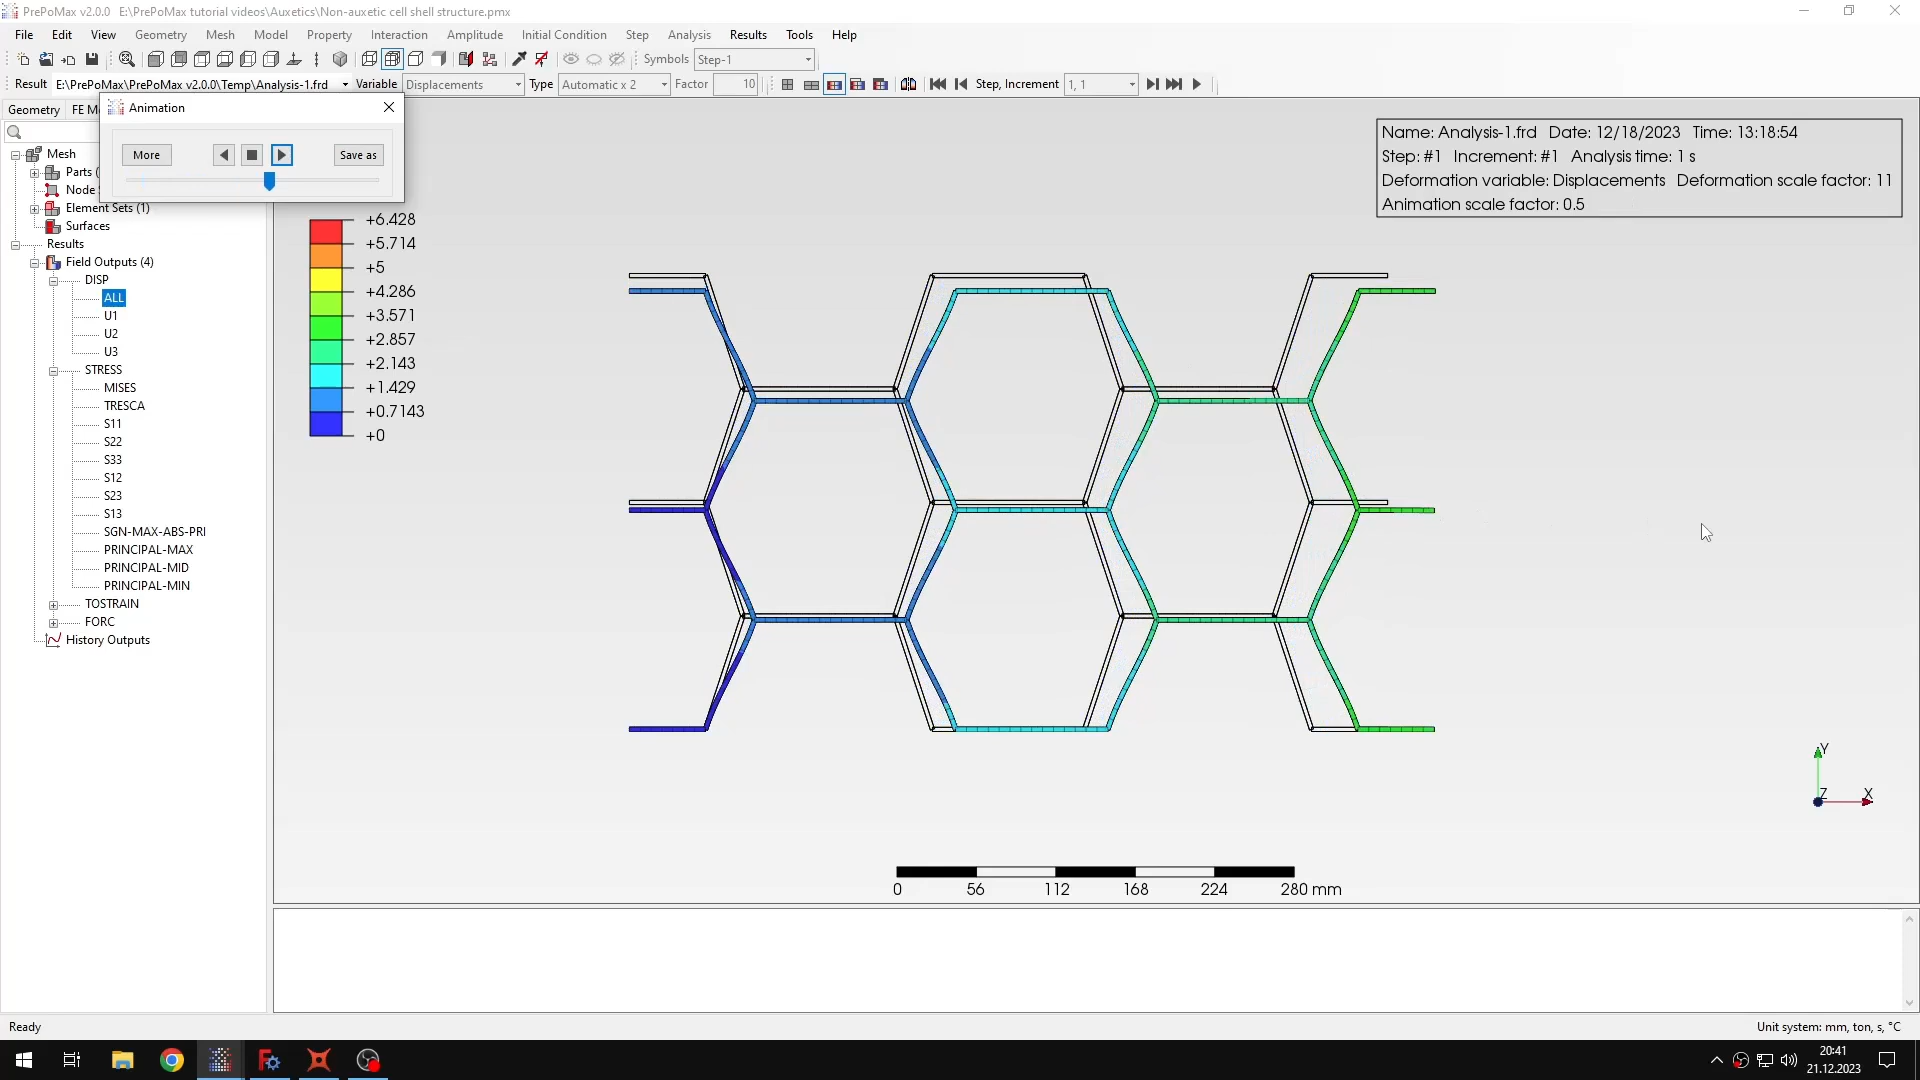 PrePoMax v2.0.0 E:\PrePoMax tutorial videos\Auxetics\Non-auxetic cell shell structure.pmx
File Edit View Geometry Mesh Model Property Interaction Amplitude Initial Condition Step Analysis Results Tools Help
Symbols Step-1
Result E:\PrePoMax\PrePoMax v2.0.0\Temp\Analysis-1.frd Variable Displacements Type Automatic x 2 Factor 10 Step, Increment 1, 1
Geometry FE M
Animation
More Save as
Mesh
Parts (
Node
Element Sets (1)
Surfaces
Results
Field Outputs (4)
DISP
ALL
U1
U2
U3
STRESS
MISES
TRESCA
S11
S22
S33
S12
S23
S13
SGN-MAX-ABS-PRI
PRINCIPAL-MAX
PRINCIPAL-MID
PRINCIPAL-MIN
TOSTRAIN
FORC
History Outputs
Name: Analysis-1.frd Date: 12/18/2023 Time: 13:18:54
Step: #1 Increment: #1 Analysis time: 1 s
Deformation variable: Displacements Deformation scale factor: 11
Animation scale factor: 0.5
+6.428
+5.714
+5
+4.286
+3.571
+2.857
+2.143
+1.429
+0.7143
+0
Y
Z X
0 56 112 168 224 280 mm
Ready
Unit system: mm, ton, s, °C
20:41
21.12.2023